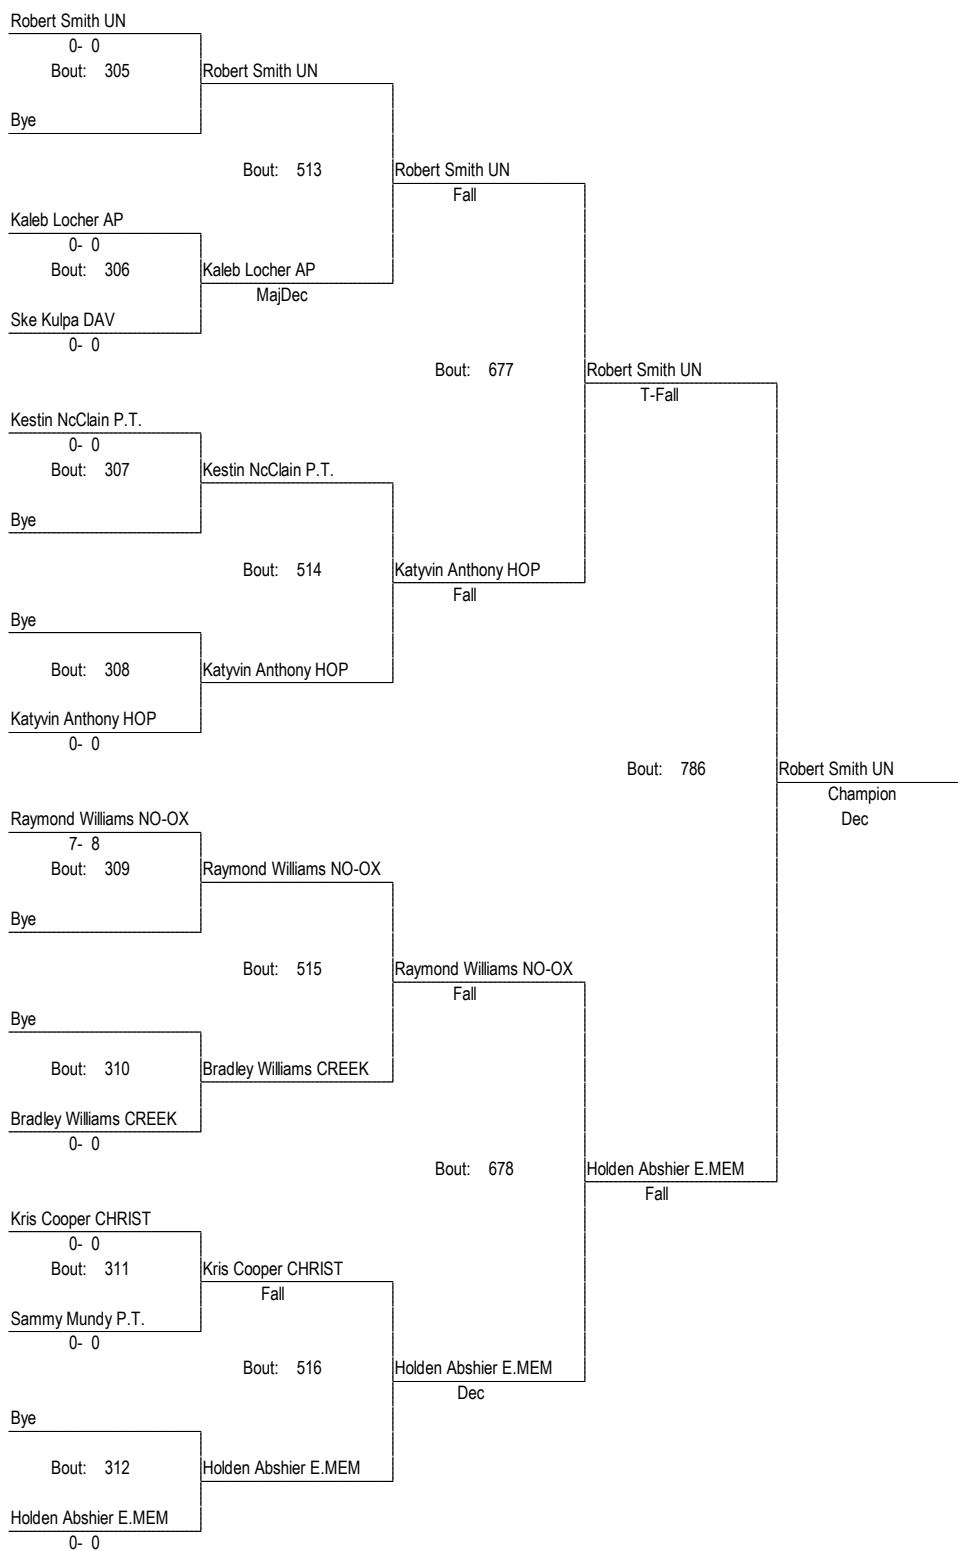 Robert Smith UN
0- 0
Bout: 305
Robert Smith UN
Bye
Bout: 513
Robert Smith UN
Fall
Kaleb Locher AP
0- 0
Bout: 306
Kaleb Locher AP
MajDec
Ske Kulpa DAV
0- 0
Bout: 677
Robert Smith UN
T-Fall
Kestin NcClain P.T.
0- 0
Bout: 307
Kestin NcClain P.T.
Bye
Bout: 514
Katyvin Anthony HOP
Fall
Bye
Bout: 308
Katyvin Anthony HOP
Katyvin Anthony HOP
0- 0
Bout: 786
Robert Smith UN
Champion
Dec
Raymond Williams NO-OX
7- 8
Bout: 309
Raymond Williams NO-OX
Bye
Bout: 515
Raymond Williams NO-OX
Fall
Bye
Bout: 310
Bradley Williams CREEK
Bradley Williams CREEK
0- 0
Bout: 678
Holden Abshier E.MEM
Fall
Kris Cooper CHRIST
0- 0
Bout: 311
Kris Cooper CHRIST
Fall
Sammy Mundy P.T.
0- 0
Bout: 516
Holden Abshier E.MEM
Dec
Bye
Bout: 312
Holden Abshier E.MEM
Holden Abshier E.MEM
0- 0